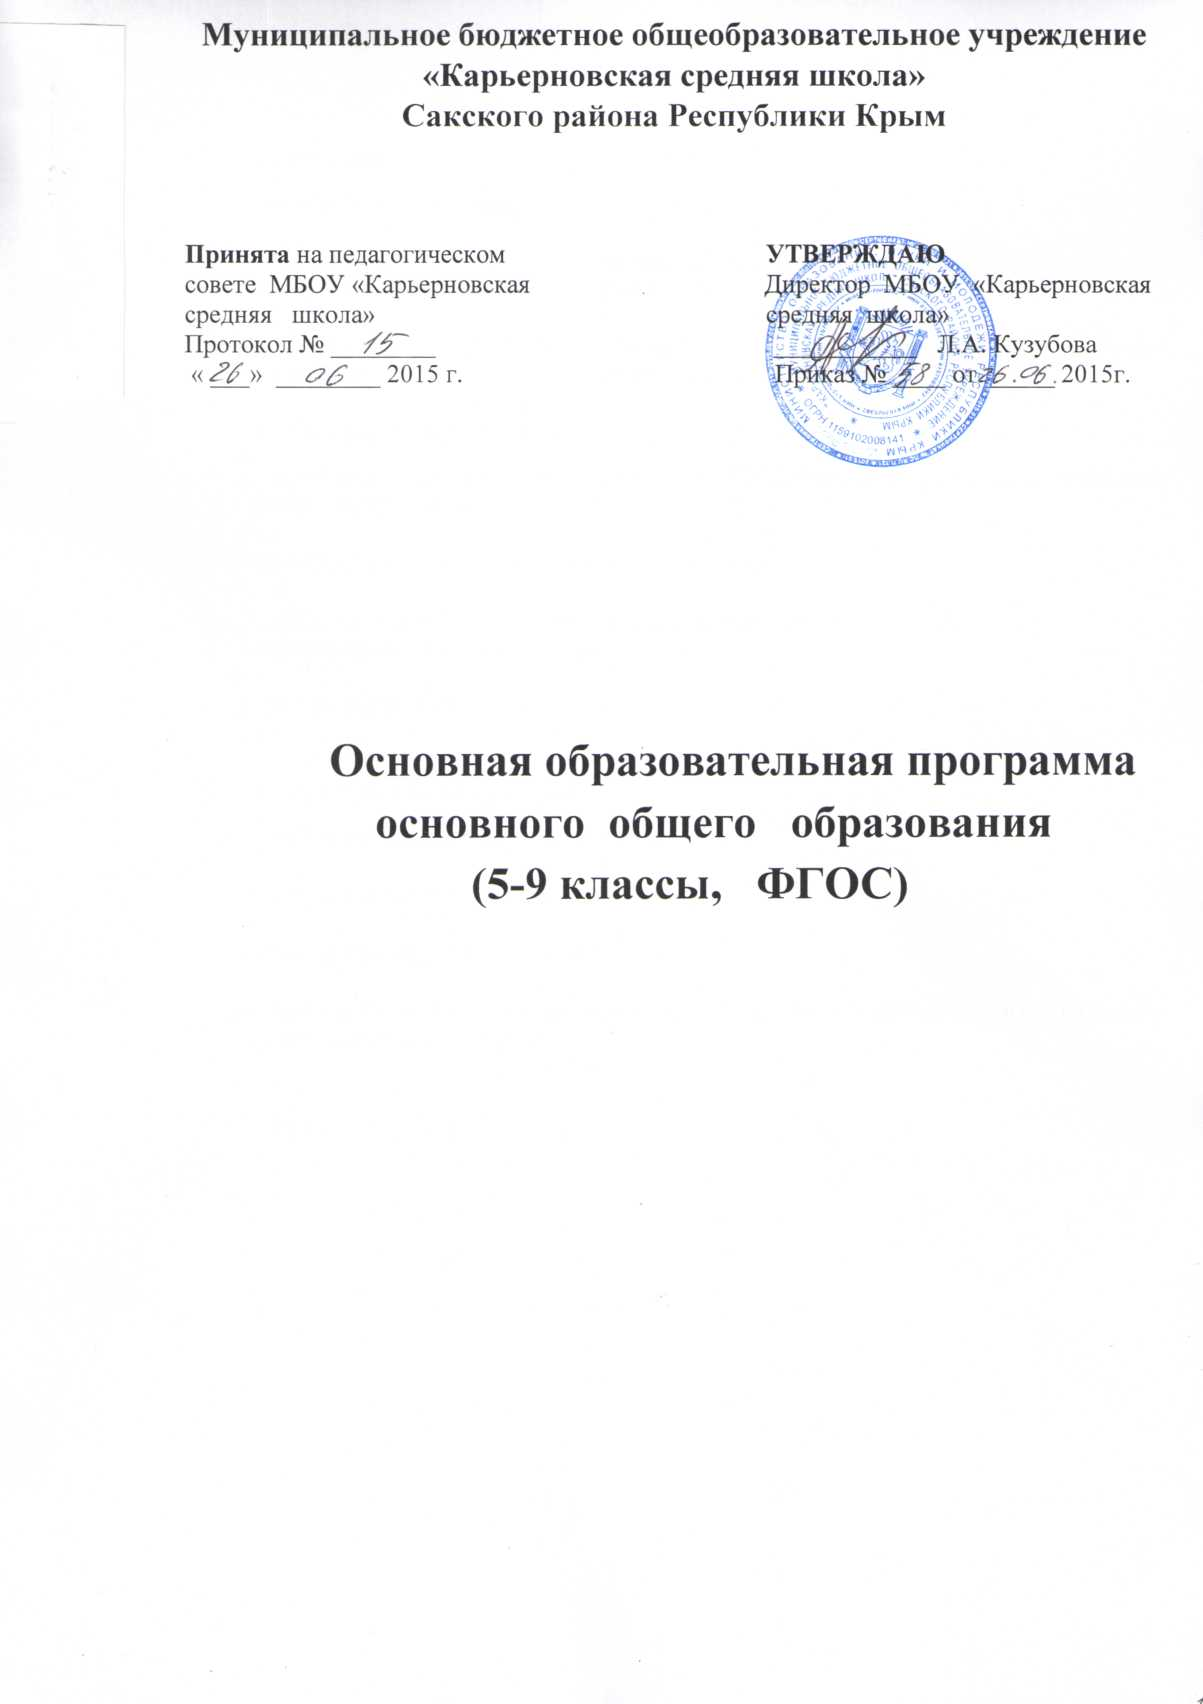 Муниципальное бюджетное общеобразовательное учреждение
«Карьерновская средняя школа»
Сакского района Республики Крым
Принята на педагогическом
совете МБОУ «Карьерновская
средняя школа»
Протокол № 15
«26» 06 2015 г.
УТВЕРЖДАЮ
Директор МБОУ «Карьерновская
средняя школа»
Л.А. Кузубова
Приказ № 58 от 26.06.2015г.
ОГРН 1159102008141
Основная образовательная программа
основного общего образования
(5-9 классы, ФГОС)